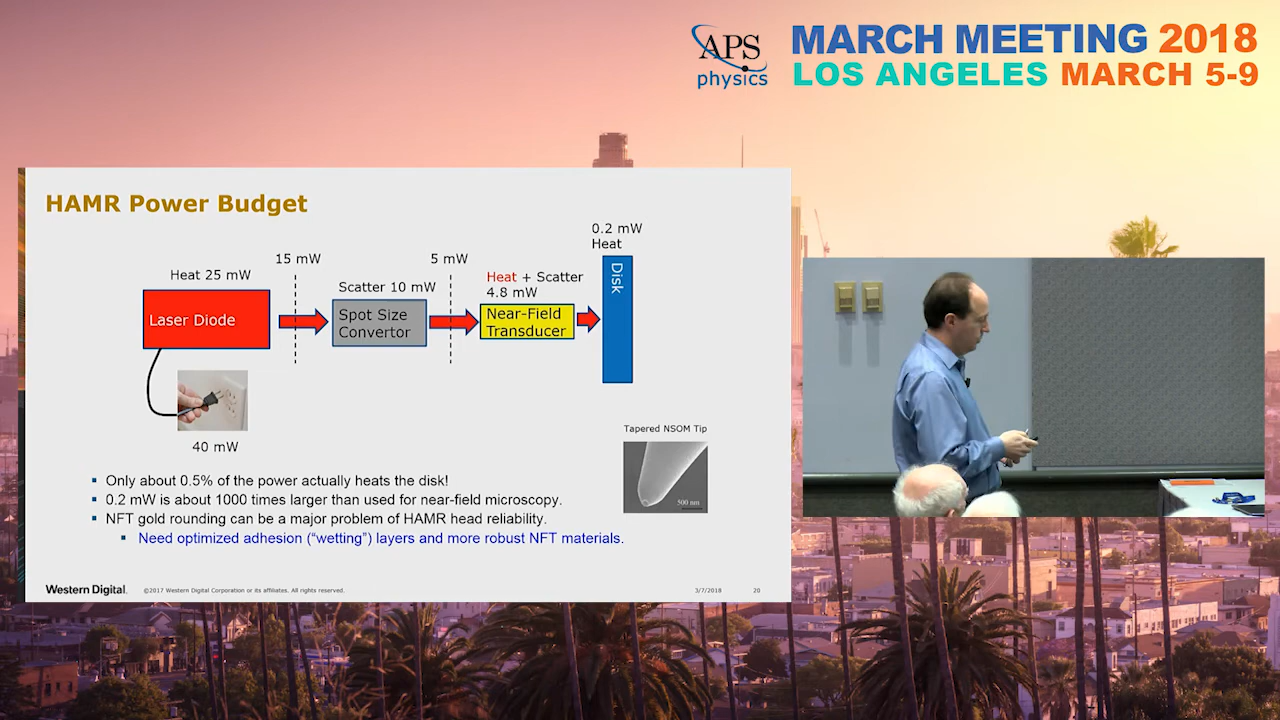 APS
physics
MARCH MEETING 2018
LOS ANGELES MARCH 5-9
HAMR Power Budget
0.2 mW
Heat
15 mW
5 mW
Heat 25 mW
Scatter 10 mW
Heat + Scatter
4.8 mW
Disk
Laser Diode
Spot Size
Convertor
Near-Field
Transducer
40 mW
Tapered NSOM Tip
500 nm
▪ Only about 0.5% of the power actually heats the disk!
▪ 0.2 mW is about 1000 times larger than used for near-field microscopy.
▪ NFT gold rounding can be a major problem of HAMR head reliability.
▪ Need optimized adhesion (“wetting”) layers and more robust NFT materials.
Western Digital.
©2017 Western Digital Corporation or its affiliates. All rights reserved.
3/7/2018
20